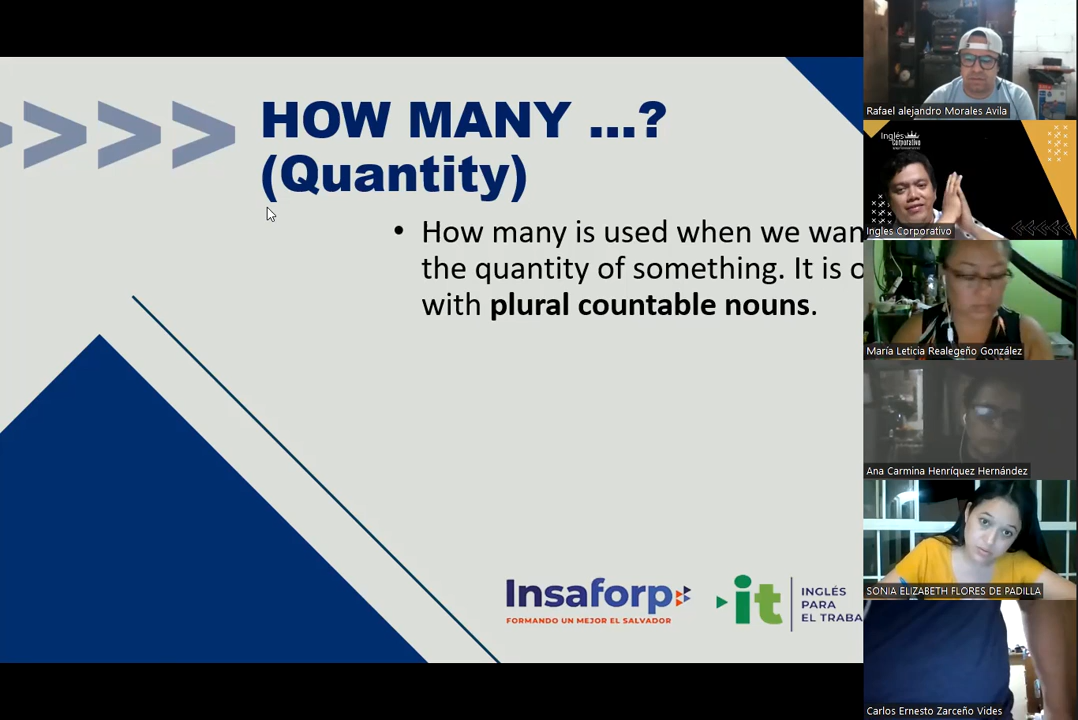 HOW MANY ...?
(Quantity)
• How many is used when we wan
the quantity of something. It is o
with plural countable nouns.
Insaforp
FORMANDO UN MEJOR EL SALVADOR
it
INGLÉS
PARA
EL TRABA
Rafael alejandro Morales Avila
Inglés
Corporativo
Ingles Corporativo
María Leticia Realegeño González
Ana Carmina Henríquez Hernández
SONIA ELIZABETH FLORES DE PADILLA
Carlos Ernesto Zarceño Vides